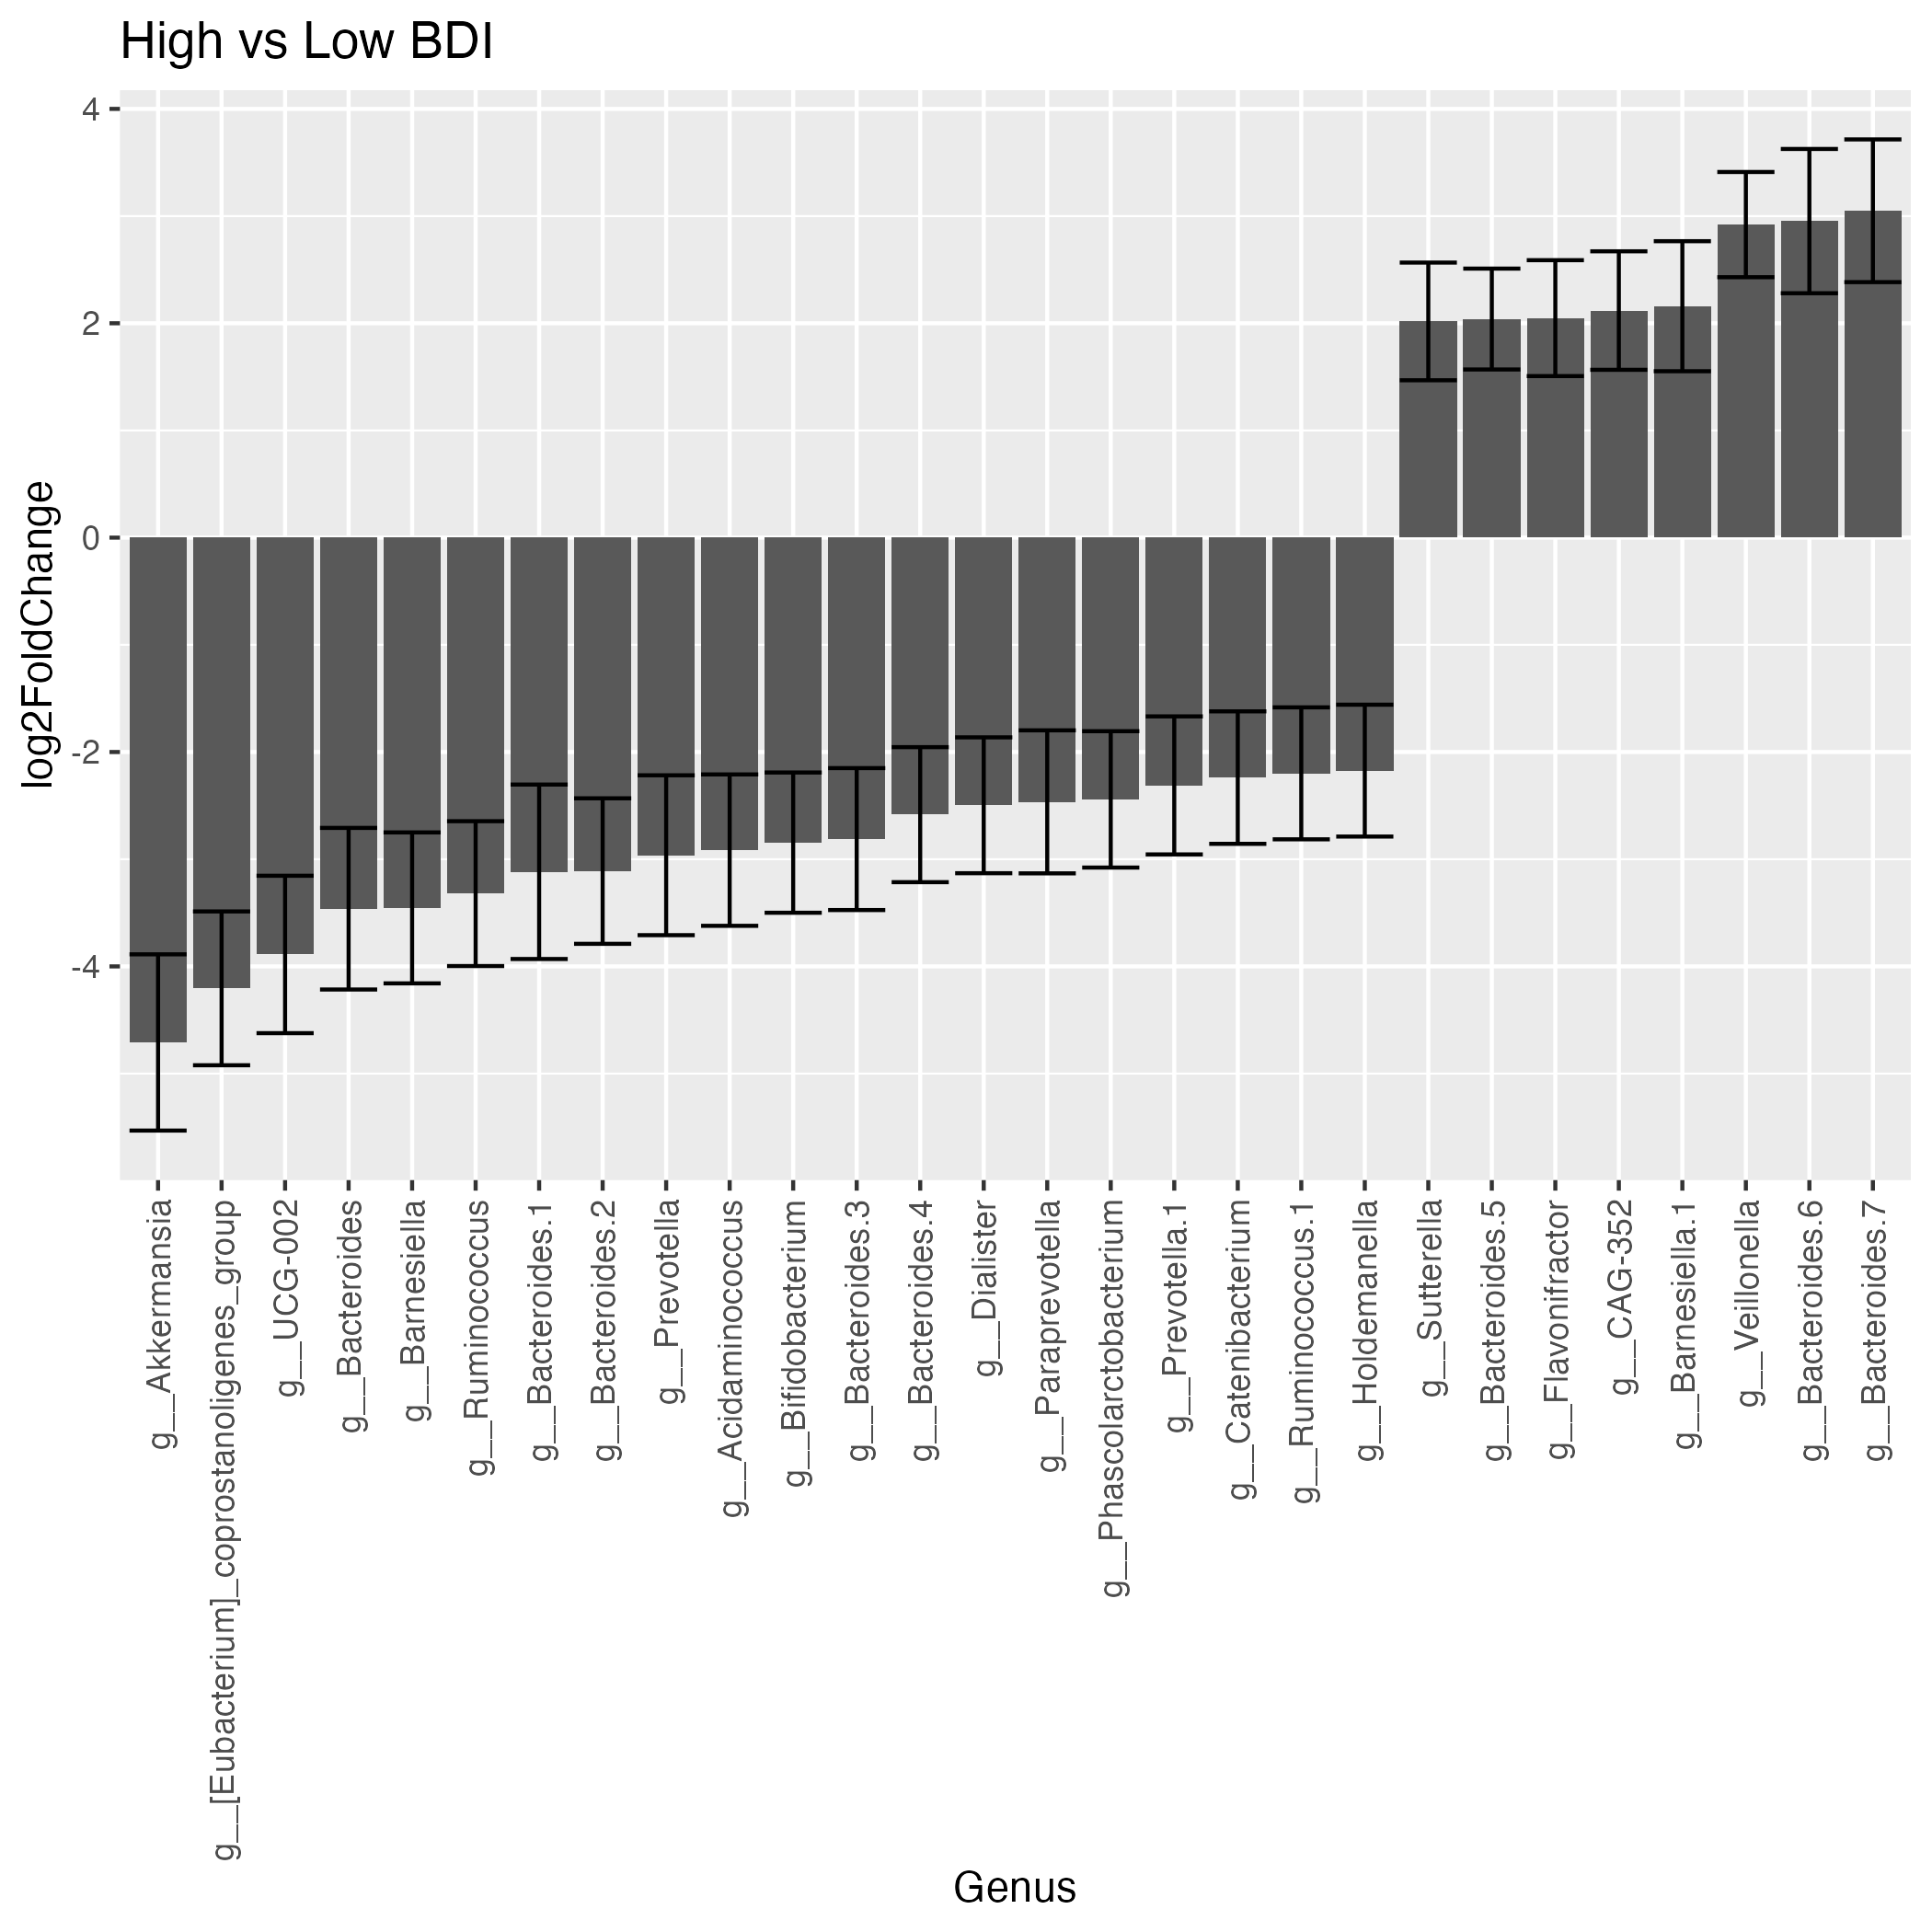 High vs Low BDI
log2FoldChange
4
2
0
-2
-4
g__Akkermansia
g__[Eubacterium]_coprostanoligenes_group
g__UCG-002
g__Bacteroides
g__Barnesiella
g__Ruminococcus
g__Bacteroides.1
g__Bacteroides.2
g__Prevotella
g__Acidaminococcus
g__Bifidobacterium
g__Bacteroides.3
g__Bacteroides.4
g__Dialister
g__Paraprevotella
g__Phascolarctobacterium
g__Prevotella.1
g__Catenibacterium
g__Ruminococcus.1
g__Holdemanella
g__Sutterella
g__Bacteroides.5
g__Flavonifractor
g__CAG-352
g__Barnesiella.1
g__Veillonella
g__Bacteroides.6
g__Bacteroides.7
Genus